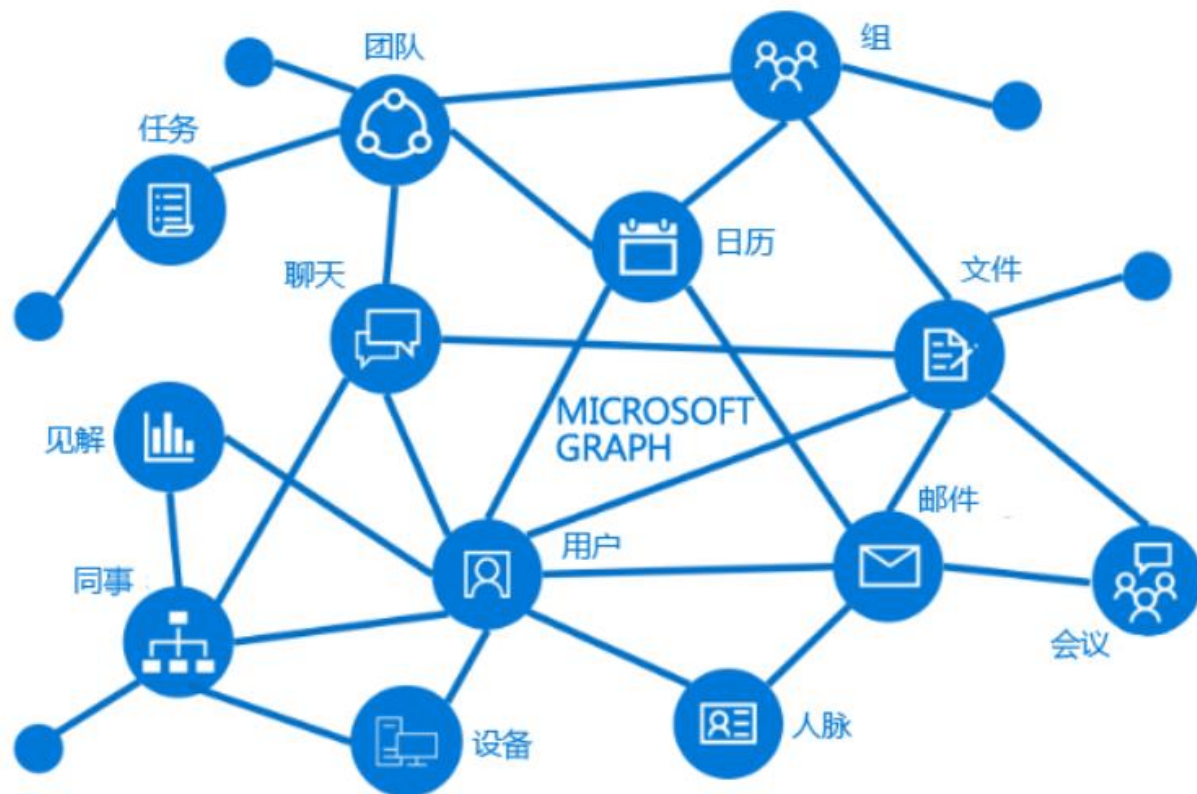 组
团队
任务
日历
聊天
文件
MICROSOFT
GRAPH
见解
邮件
用户
同事
会议
人脉
设备